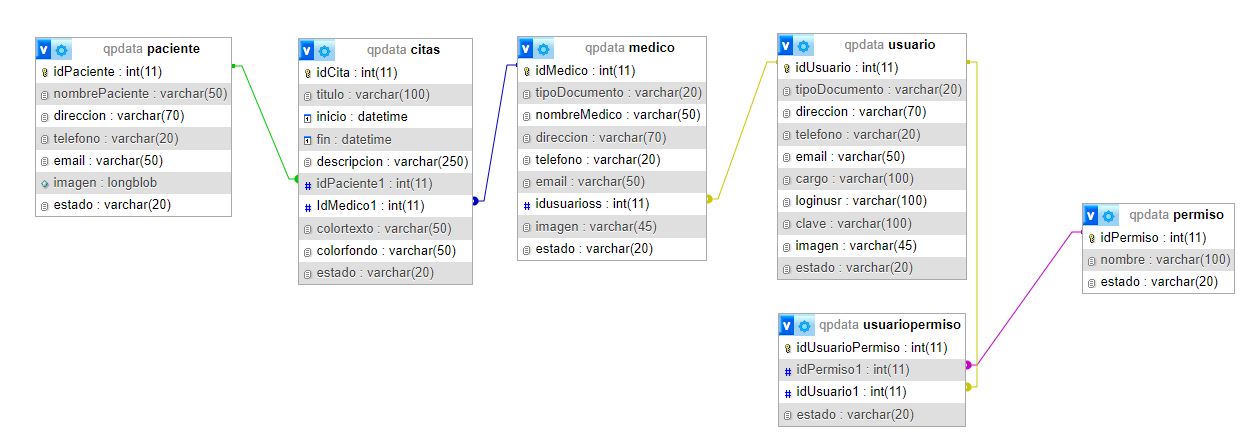 qpdata paciente
idPaciente : int(11)
nombrePaciente : varchar(50)
direccion : varchar(70)
telefono : varchar(20)
email : varchar(50)
imagen : longblob
estado : varchar(20)
qpdata citas
idCita : int(11)
titulo : varchar(100)
inicio : datetime
fin : datetime
descripcion : varchar(250)
idPaciente1 : int(11)
IdMedico1 : int(11)
colortexto : varchar(50)
colorfondo : varchar(50)
estado : varchar(20)
qpdata medico
idMedico : int(11)
tipoDocumento : varchar(20)
nombreMedico : varchar(50)
direccion : varchar(70)
telefono : varchar(20)
email : varchar(50)
idusuarioss : int(11)
imagen : varchar(45)
estado : varchar(20)
qpdata usuario
idUsuario : int(11)
tipoDocumento : varchar(20)
direccion : varchar(70)
telefono : varchar(20)
email : varchar(50)
cargo : varchar(100)
loginusr : varchar(100)
clave : varchar(100)
imagen : varchar(45)
estado : varchar(20)
qpdata usuariopermiso
idUsuarioPermiso : int(11)
idPermiso1 : int(11)
idUsuario1 : int(11)
estado : varchar(20)
qpdata permiso
idPermiso : int(11)
nombre : varchar(100)
estado : varchar(20)